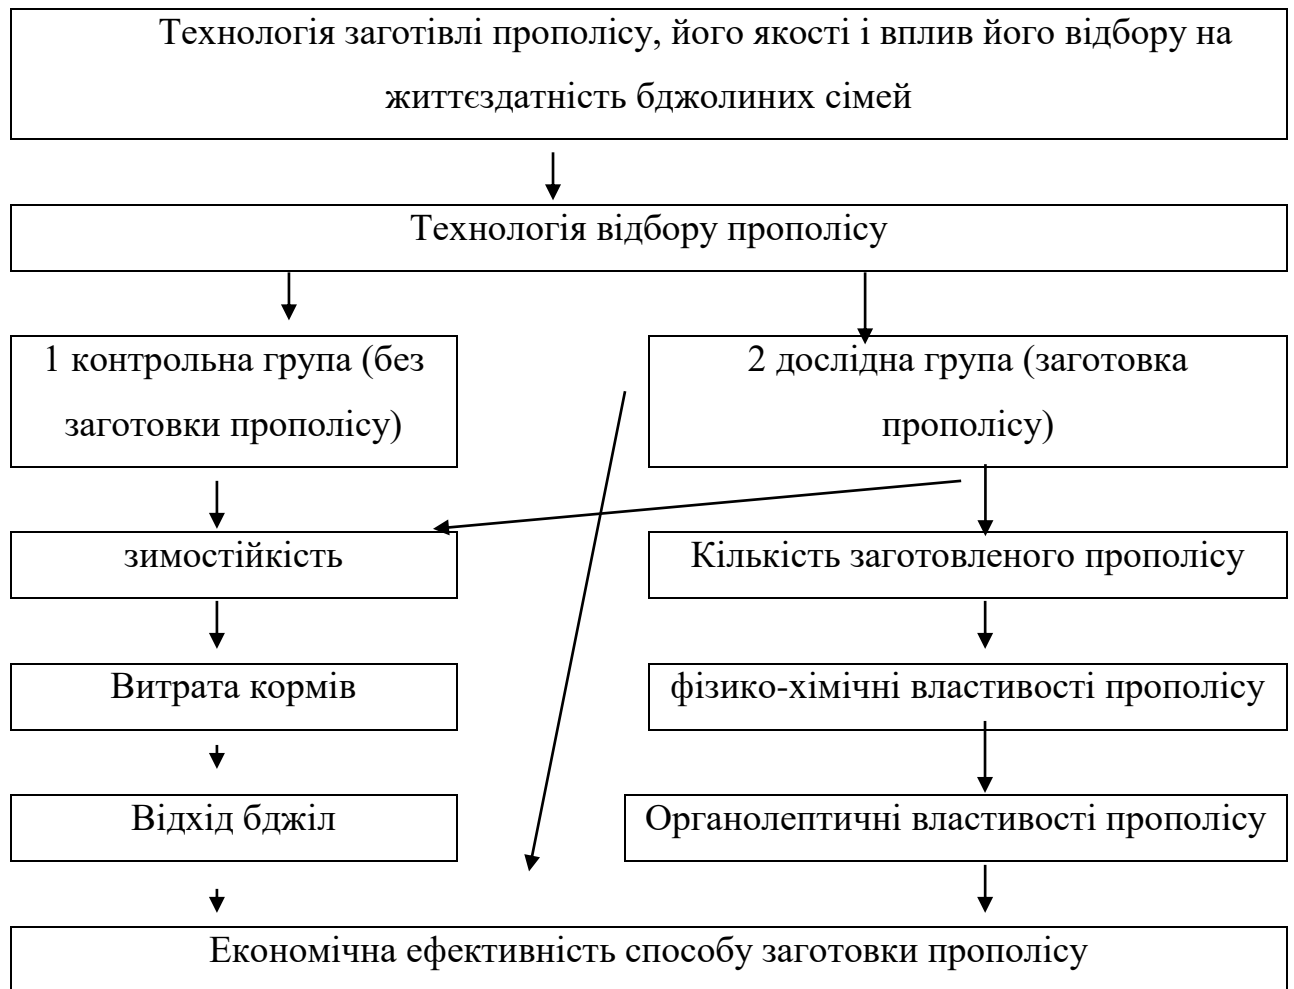 Технологія заготівлі прополісу, його якості і вплив його відбору на
життєздатність бджолиних сімей
Технологія відбору прополісу
1 контрольна група (без
заготовки прополісу)
2 дослідна група (заготовка
прополісу)
зимостійкість
Кількість заготовленого прополісу
Витрата кормів
фізико-хімічні властивості прополісу
Відхід бджіл
Органолептичні властивості прополісу
Економічна ефективність способу заготовки прополісу